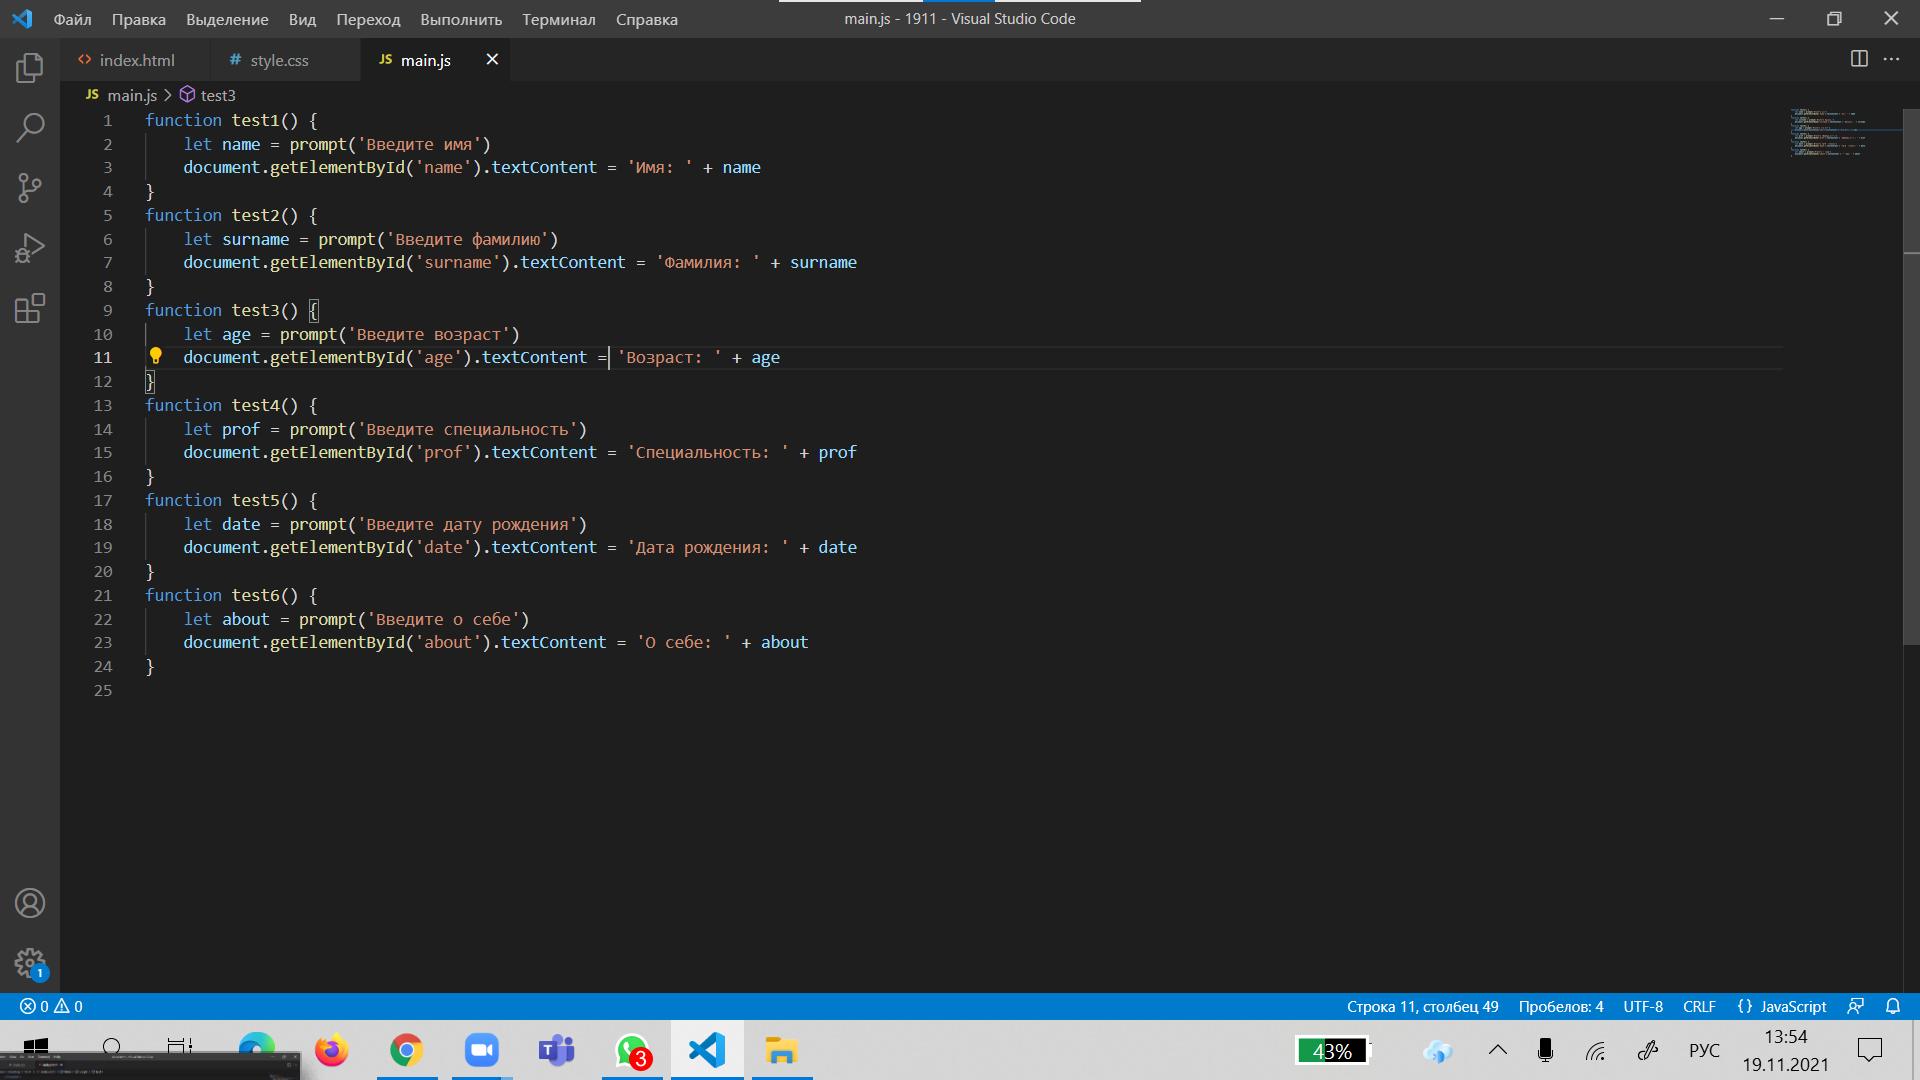 Файл Правка Выделение Вид Переход Выполнить Терминал Справка main.js - 1911 - Visual Studio Code
index.html # style.css JS main.js
JS main.js test3
1 function test1() {
2 let name = prompt('Введите имя')
3 document.getElementById('name').textContent = 'Имя: ' + name
4 }
5 function test2() {
6 let surname = prompt('Введите фамилию')
7 document.getElementById('surname').textContent = 'Фамилия: ' + surname
8 }
9 function test3() {
10 let age = prompt('Введите возраст')
11 document.getElementById('age').textContent = 'Возраст: ' + age
12 }
13 function test4() {
14 let prof = prompt('Введите специальность')
15 document.getElementById('prof').textContent = 'Специальность: ' + prof
16 }
17 function test5() {
18 let date = prompt('Введите дату рождения')
19 document.getElementById('date').textContent = 'Дата рождения: ' + date
20 }
21 function test6() {
22 let about = prompt('Введите о себе')
23 document.getElementById('about').textContent = 'О себе: ' + about
24 }
25
1
0 0 Строка 11, столбец 49 Пробелов: 4 UTF-8 CRLF {} JavaScript
3 43% РУС 13:54
19.11.2021